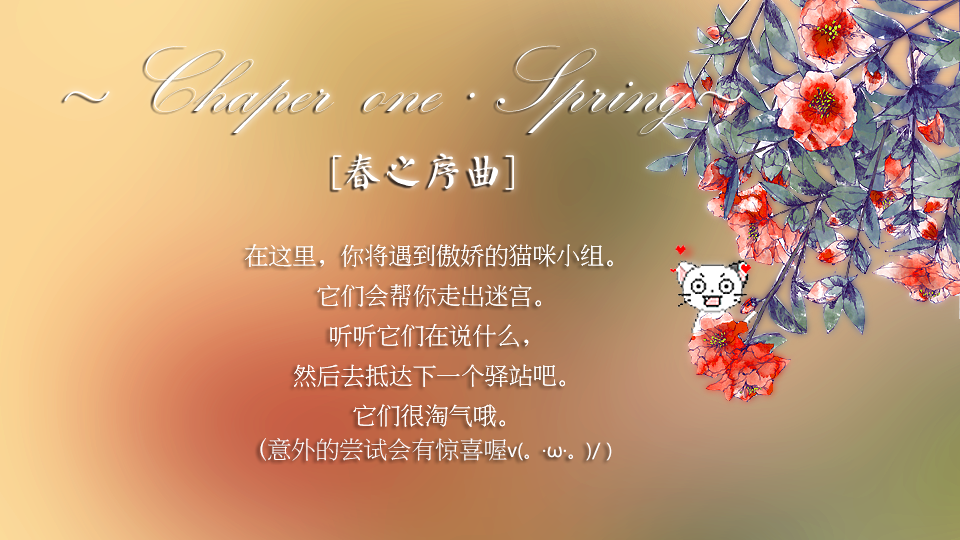 ~ Chaper one · Spring~
[春之序曲]
在这里，你将遇到傲娇的猫咪小组。
它们会帮你走出迷宫。
听听它们在说什么，
然后去抵达下一个驿站吧。
它们很淘气哦。
（意外的尝试会有惊喜喔v(。·ω·。)/ ）